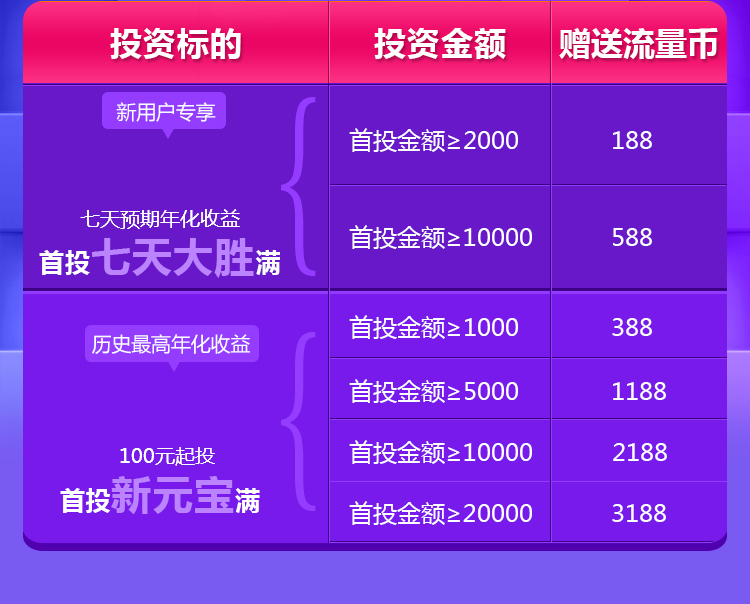 投资标的 投资金额 赠送流量币
新用户专享
七天预期年化收益
首投七天大胜满
首投金额≥2000 188
首投金额≥10000 588
历史最高年化收益
100元起投
首投新元宝满
首投金额≥1000 388
首投金额≥5000 1188
首投金额≥10000 2188
首投金额≥20000 3188